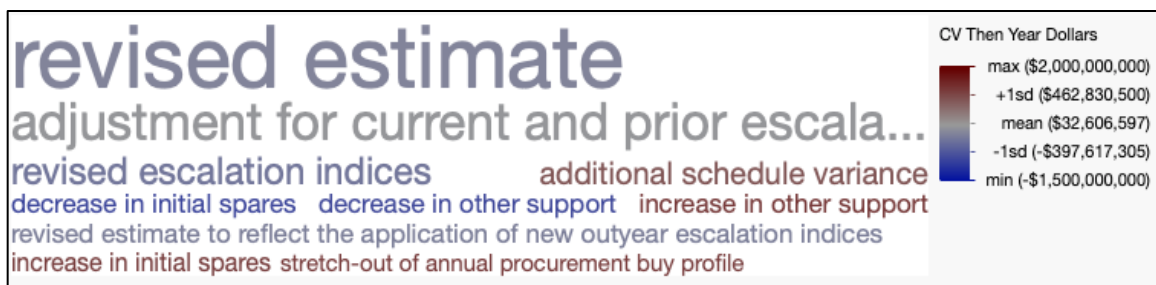 revised estimate
adjustment for current and prior escala...
revised escalation indices additional schedule variance
decrease in initial spares decrease in other support increase in other support
revised estimate to reflect the application of new outyear escalation indices
increase in initial spares stretch-out of annual procurement buy profile
CV Then Year Dollars
max ($2,000,000,000)
+1sd ($462,830,500)
mean ($32,606,597)
-1sd (-$397,617,305)
min (-$1,500,000,000)